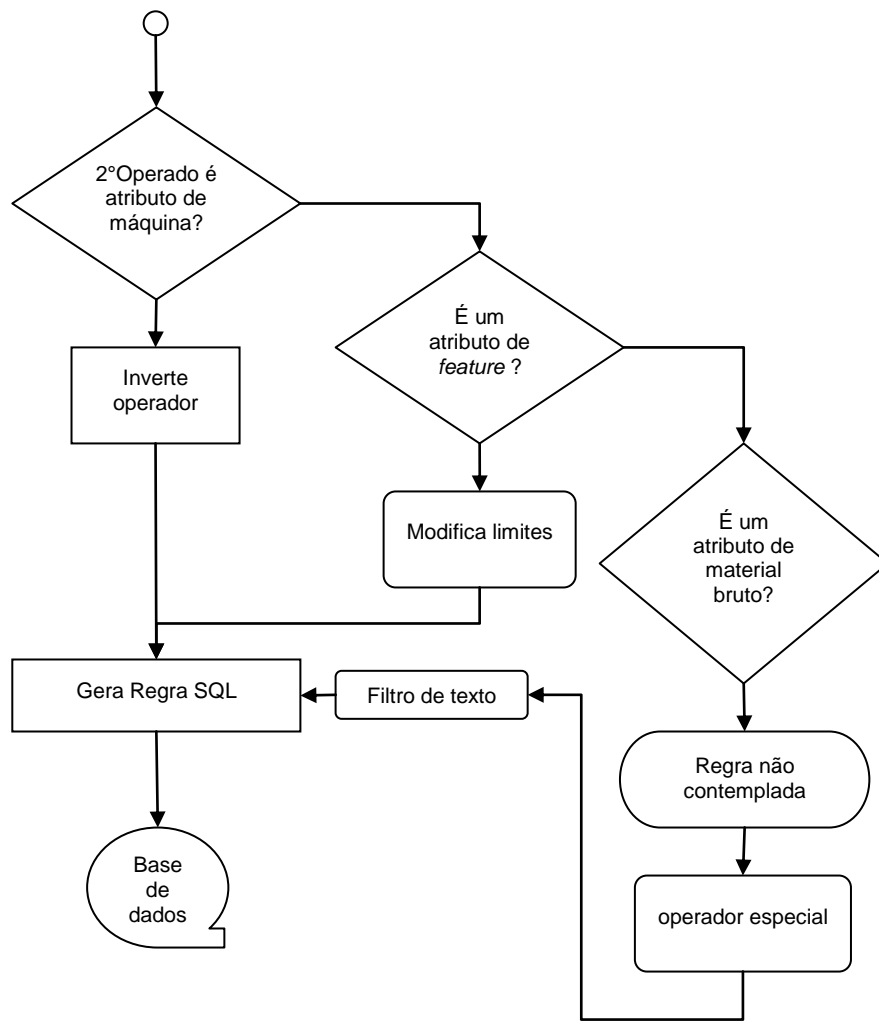 2°Operado é
atributo de
máquina?
É um
atributo de
feature ?
Inverte
operador
É um
atributo de
material
bruto?
Modifica limites
Gera Regra SQL
Filtro de texto
Regra não
contemplada
Base
de
dados
operador especial